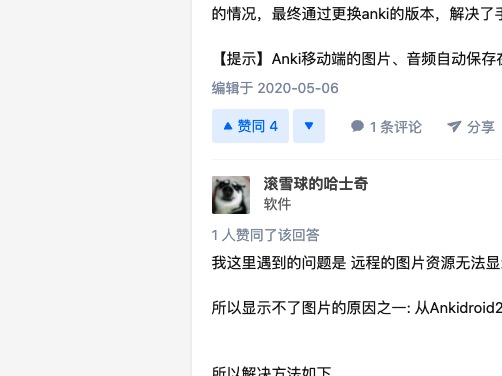 的情况，最终通过更换anki的版本，解决了
【提示】Anki移动端的图片、音频自动保存
编辑于 2020-05-06
赞同 4
1 条评论
分享
滚雪球的哈士奇
软件
1 人赞同了该回答
我这里遇到的问题是 远程的图片资源无法显
所以显示不了图片的原因之一: 从Ankidroid2
所以解决方法如下